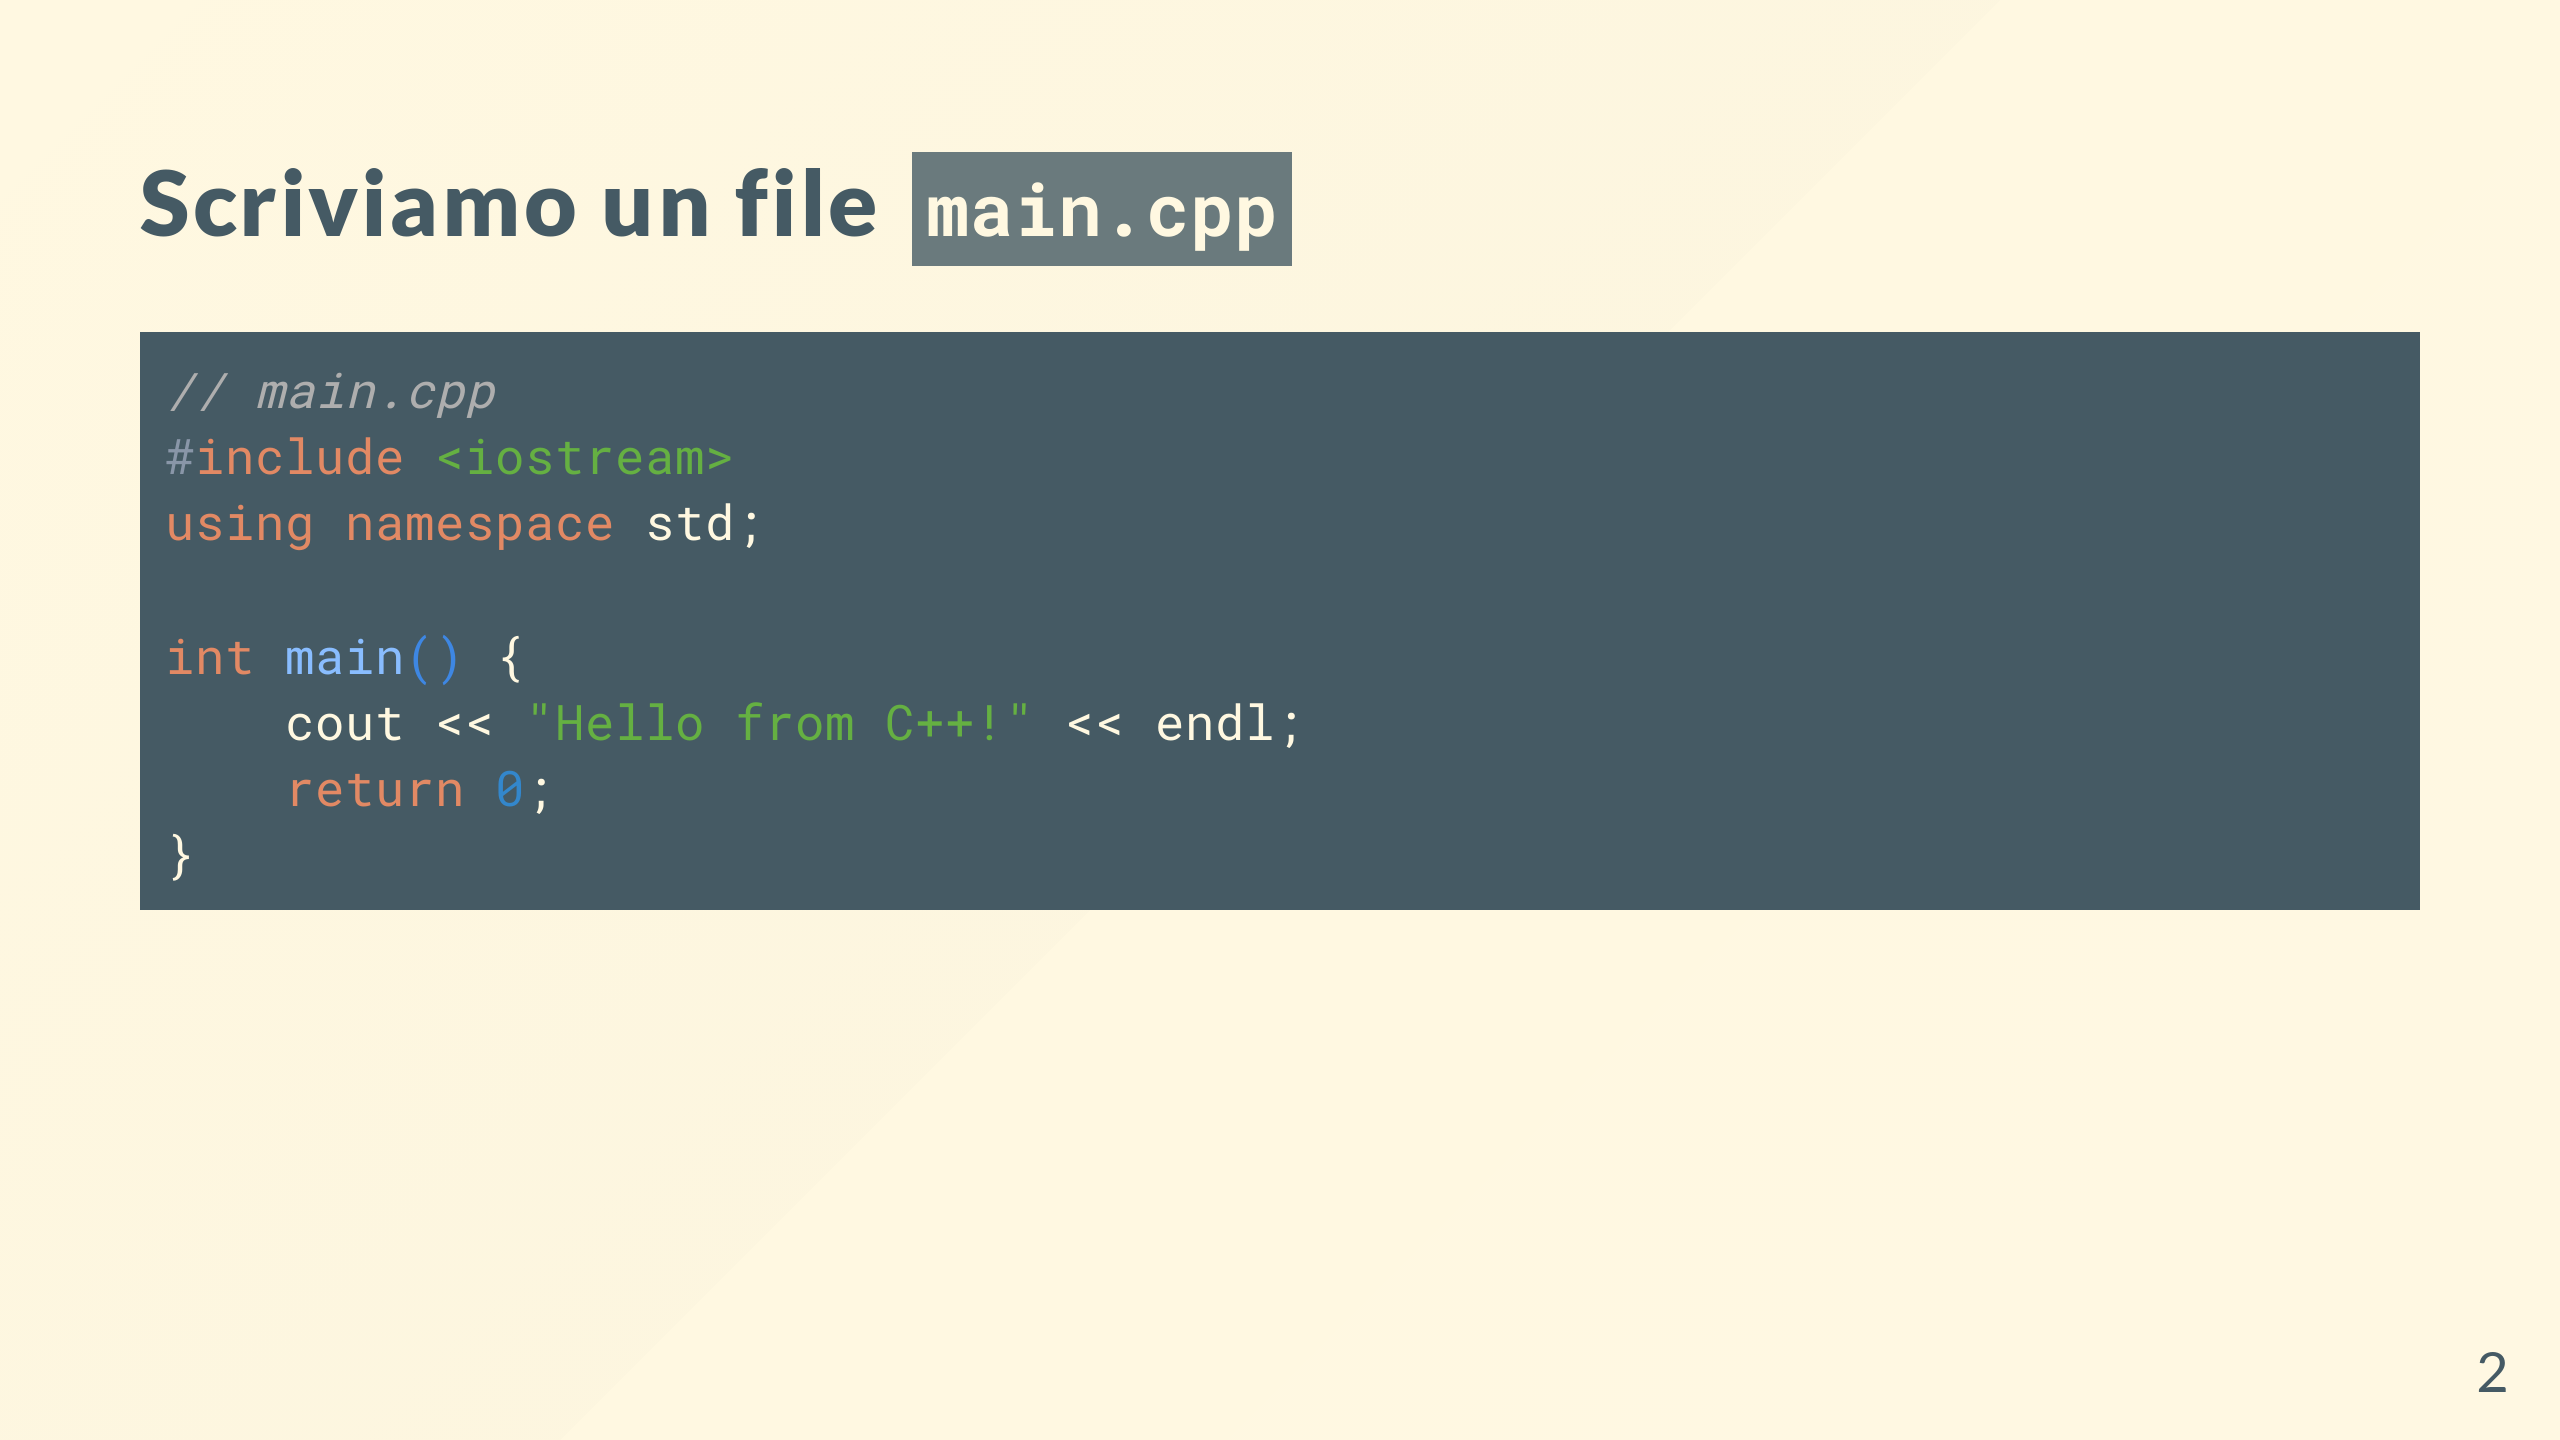 Scriviamo un file main.cpp
// main.cpp
#include <iostream>
using namespace std;

int main() {
    cout << "Hello from C++!" << endl;
    return 0;
}
2